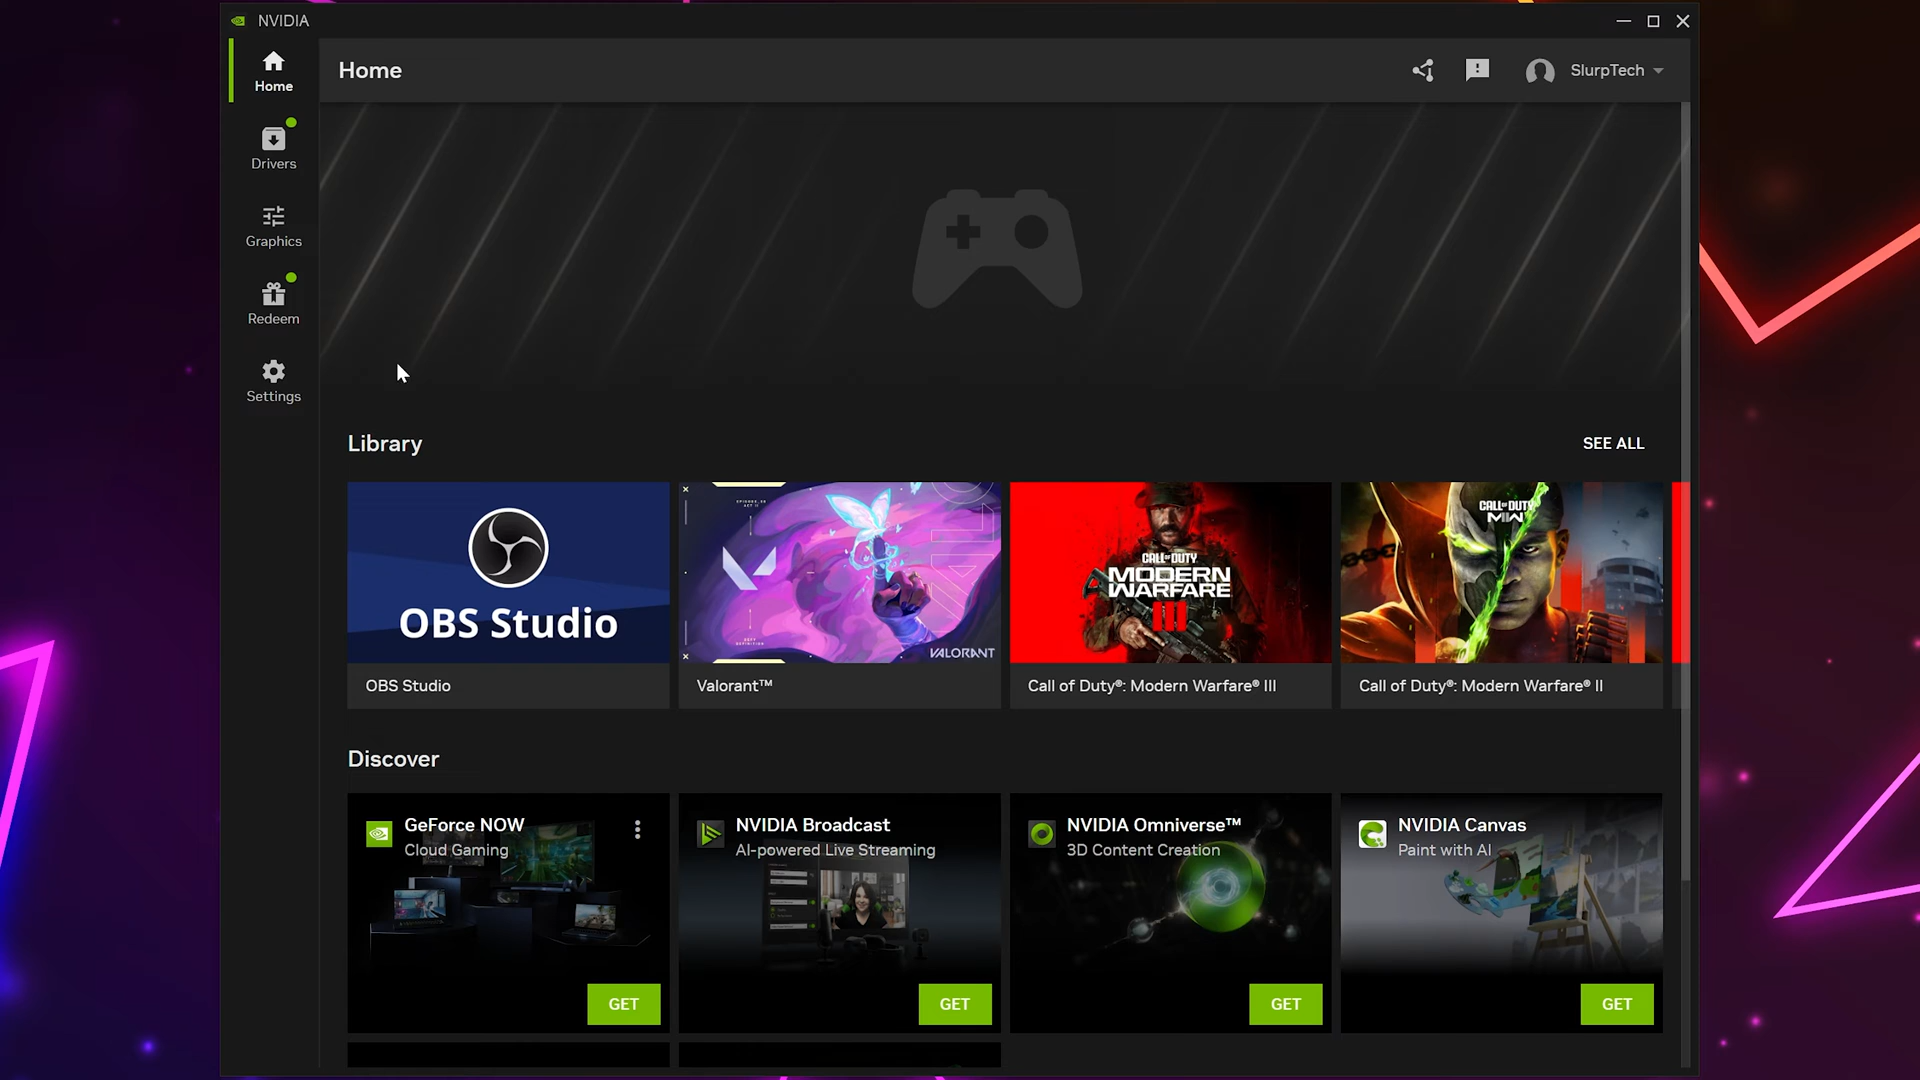 NVIDIA
Home
Home
SlurpTech
Drivers
Graphics
Redeem
Settings
Library
SEE ALL
OBS Studio
VALORANT
CALL OF DUTY
MODERN
WARFARE
III
CALL OF DUTY
MW
OBS Studio
Valorant™
Call of Duty®: Modern Warfare® III
Call of Duty®: Modern Warfare® II
Discover
GeForce NOW
Cloud Gaming
NVIDIA Broadcast
AI-powered Live Streaming
NVIDIA Omniverse™
3D Content Creation
NVIDIA Canvas
Paint with AI
GET
GET
GET
GET